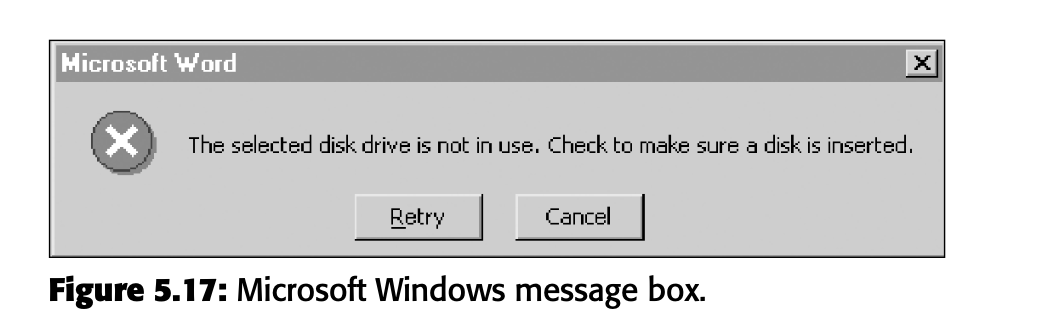 Microsoft Word
The selected disk drive is not in use. Check to make sure a disk is inserted.
Retry
Cancel
Figure 5.17: Microsoft Windows message box.